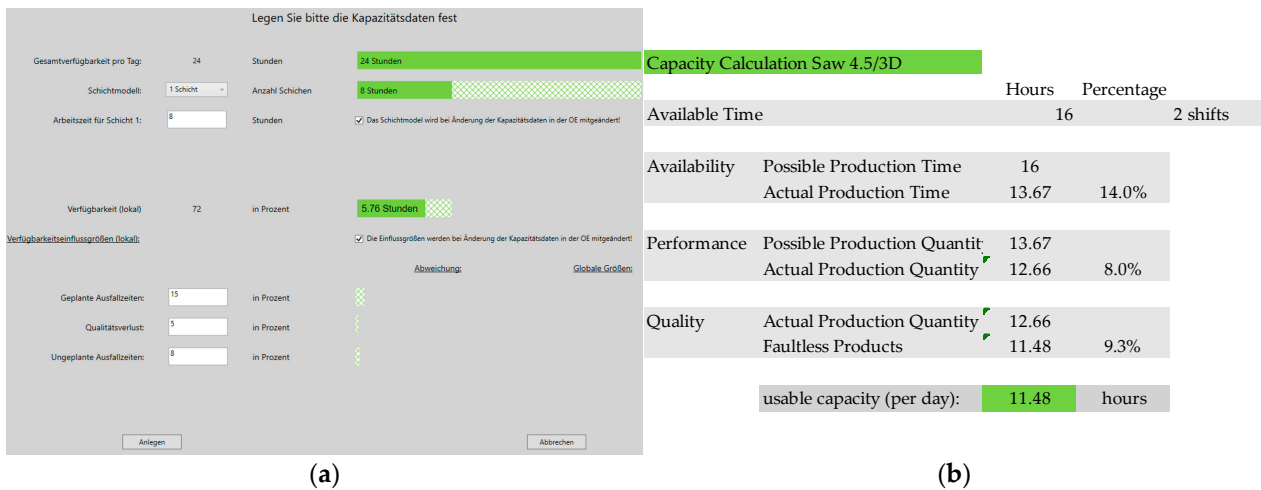 Legen Sie bitte die Kapazitätsdaten fest
Gesamtverfügbarkeit pro Tag: 24 Stunden 24 Stunden
Schichtmodell: 1 Schicht Anzahl Schichen 8 Stunden
Arbeitszeit für Schicht 1: 8 Stunden Das Schichtmodel wird bei Änderung der Kapazitätsdaten in der OE mitgeändert!
Verfügbarkeit (lokal) 72 in Prozent 5.76 Stunden
Verfügbarkeitseinflussgrößen (lokal): Die Einflussgrößen werden bei Änderung der Kapazitätsdaten in der OE mitgeändert!
Abweichung: Globale Größen:
Geplante Ausfallzeiten: 15 in Prozent
Qualitätsverlust: 5 in Prozent
Ungeplante Ausfallzeiten: 8 in Prozent
Anlegen Abbrechen
(a)
Capacity Calculation Saw 4.5/3D
Hours Percentage
Available Time 16 2 shifts
Availability Possible Production Time 16
Actual Production Time 13.67 14.0%
Performance Possible Production Quantit 13.67
Actual Production Quantity 12.66 8.0%
Quality Actual Production Quantity 12.66
Faultless Products 11.48 9.3%
usable capacity (per day): 11.48 hours
(b)